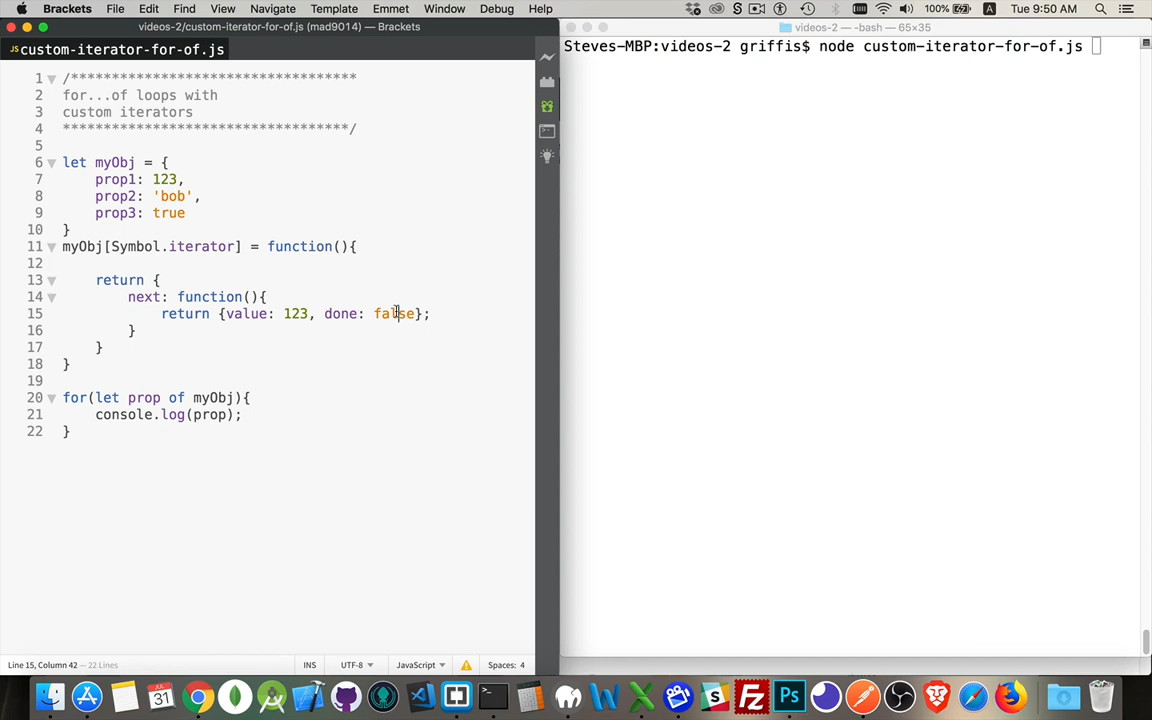 Brackets File Edit Find View Navigate Template Emmet Window Debug Help 100% Tue 9:50 AM
videos-2/custom-iterator-for-of.js (mad9014) — Brackets
videos-2 — -bash — 65×35
JS custom-iterator-for-of.js
Steves-MBP:videos-2 griffis$ node custom-iterator-for-of.js
1 /**********************************
2 for...of loops with
3 custom iterators
4 ***********************************/
5
6 let myObj = {
7 prop1: 123,
8 prop2: 'bob',
9 prop3: true
10 }
11 myObj[Symbol.iterator] = function(){
12
13 return {
14 next: function(){
15 return {value: 123, done: false};
16 }
17 }
18 }
19
20 for(let prop of myObj){
21 console.log(prop);
22 }
Line 15, Column 42 — 22 Lines INS UTF-8 JavaScript Spaces: 4